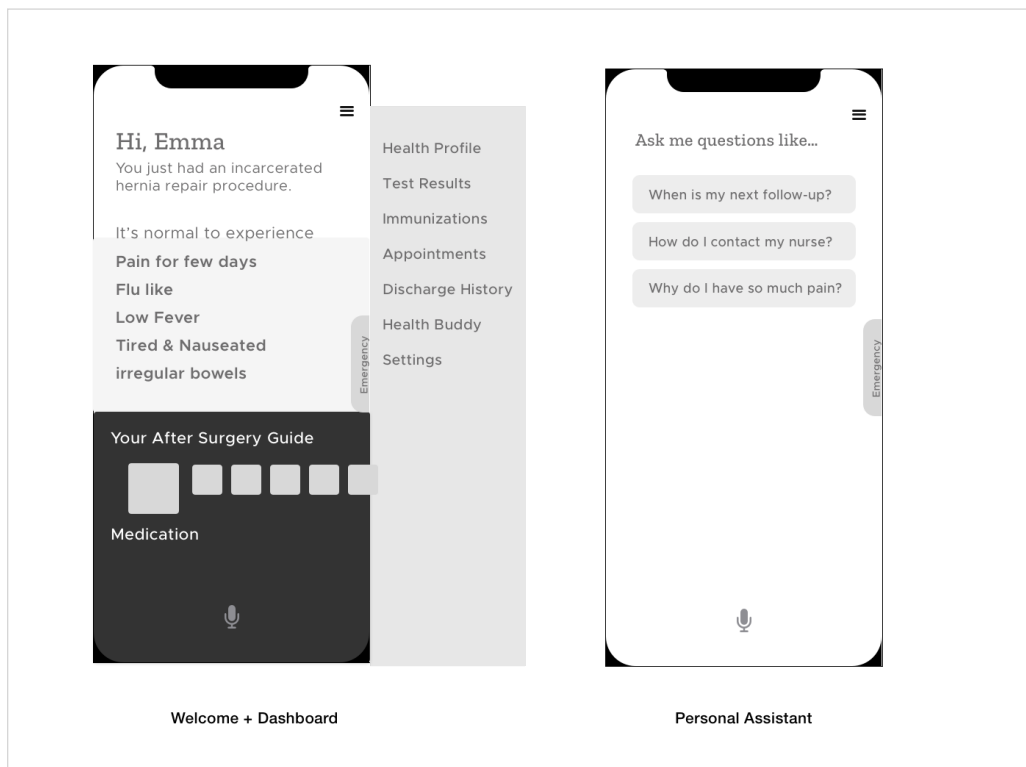 Hi, Emma
You just had an incarcerated
hernia repair procedure.
It's normal to experience
Pain for few days
Flu like
Low Fever
Tired & Nauseated
irregular bowels
Emergency
Your After Surgery Guide
Medication
Health Profile
Test Results
Immunizations
Appointments
Discharge History
Health Buddy
Settings
Welcome + Dashboard
Ask me questions like...
When is my next follow-up?
How do I contact my nurse?
Why do I have so much pain?
Emergency
Personal Assistant